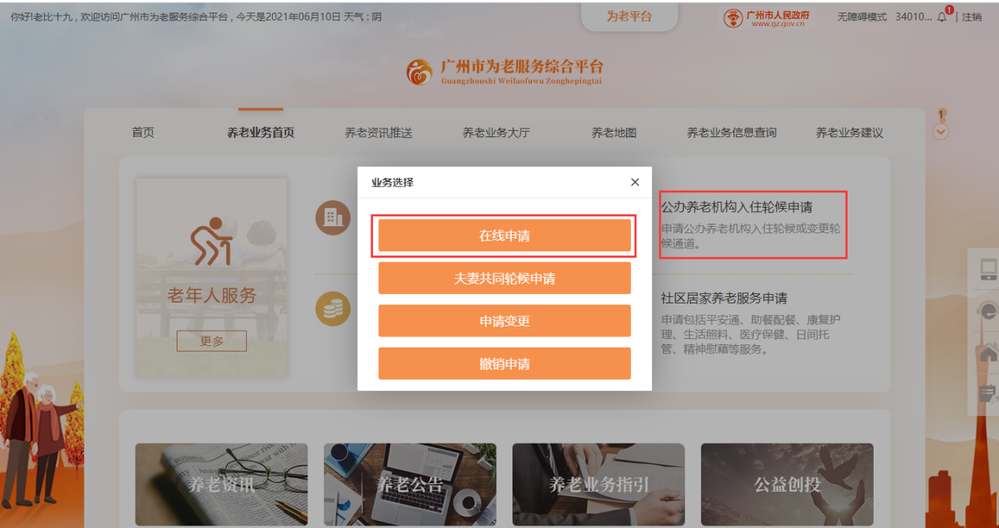 你好!老比十九 , 欢迎访问广州市为老服务综合平台 , 今天是2021年06月10日 天气 : 阴
为老平台
广州市人民政府
www.gz.gov.cn
无障碍模式
34010...
1
注销
广州市为老服务综合平台
Guangzhoushi Weilaofuwu Zonghepingtai
首页
养老业务首页
养老资讯推送
养老业务大厅
养老地图
养老业务信息查询
养老业务建议
1
业务选择
在线申请
夫妻共同轮候申请
申请变更
撤销申请
老年人服务
更多
公办养老机构入住轮候申请
申请公办养老机构入住轮候或变更轮
候通道。
社区居家养老服务申请
申请包括平安通、助餐配餐、康复护
理、生活照料、医疗保健、日间托
管、精神慰藉等服务。
养老资讯
养老公告
养老业务指引
公益创投